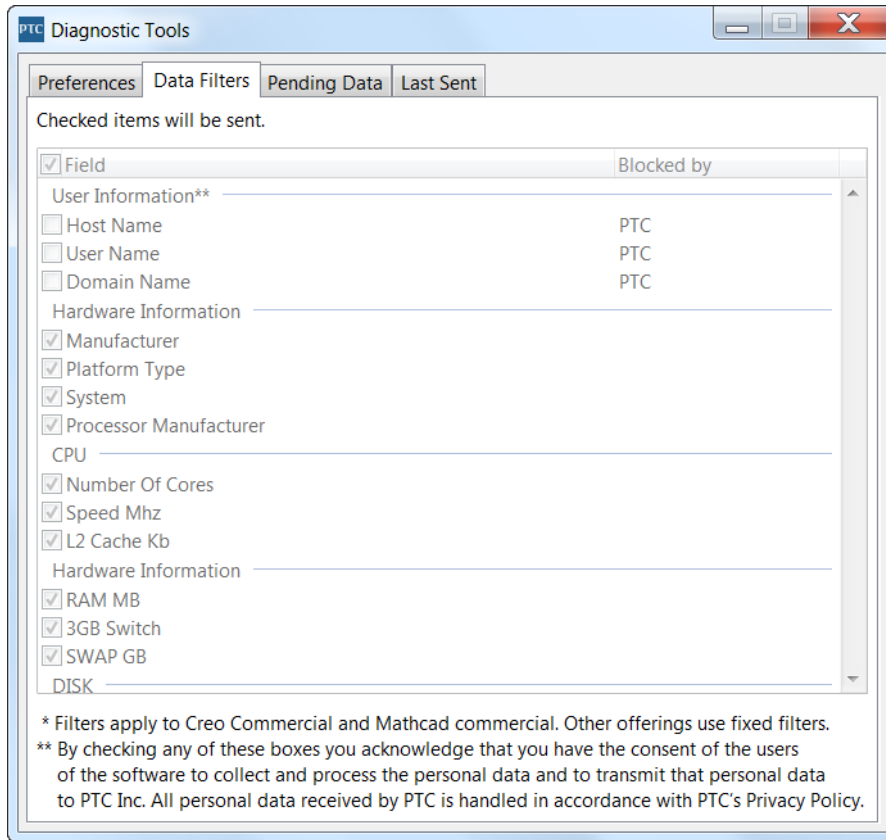 PTC Diagnostic Tools
Preferences Data Filters Pending Data Last Sent
Checked items will be sent.
Field Blocked by
User Information**
Host Name PTC
User Name PTC
Domain Name PTC
Hardware Information
Manufacturer
Platform Type
System
Processor Manufacturer
CPU
Number Of Cores
Speed Mhz
L2 Cache Kb
Hardware Information
RAM MB
3GB Switch
SWAP GB
DISK
* Filters apply to Creo Commercial and Mathcad commercial. Other offerings use fixed filters.
** By checking any of these boxes you acknowledge that you have the consent of the users
of the software to collect and process the personal data and to transmit that personal data
to PTC Inc. All personal data received by PTC is handled in accordance with PTC's Privacy Policy.